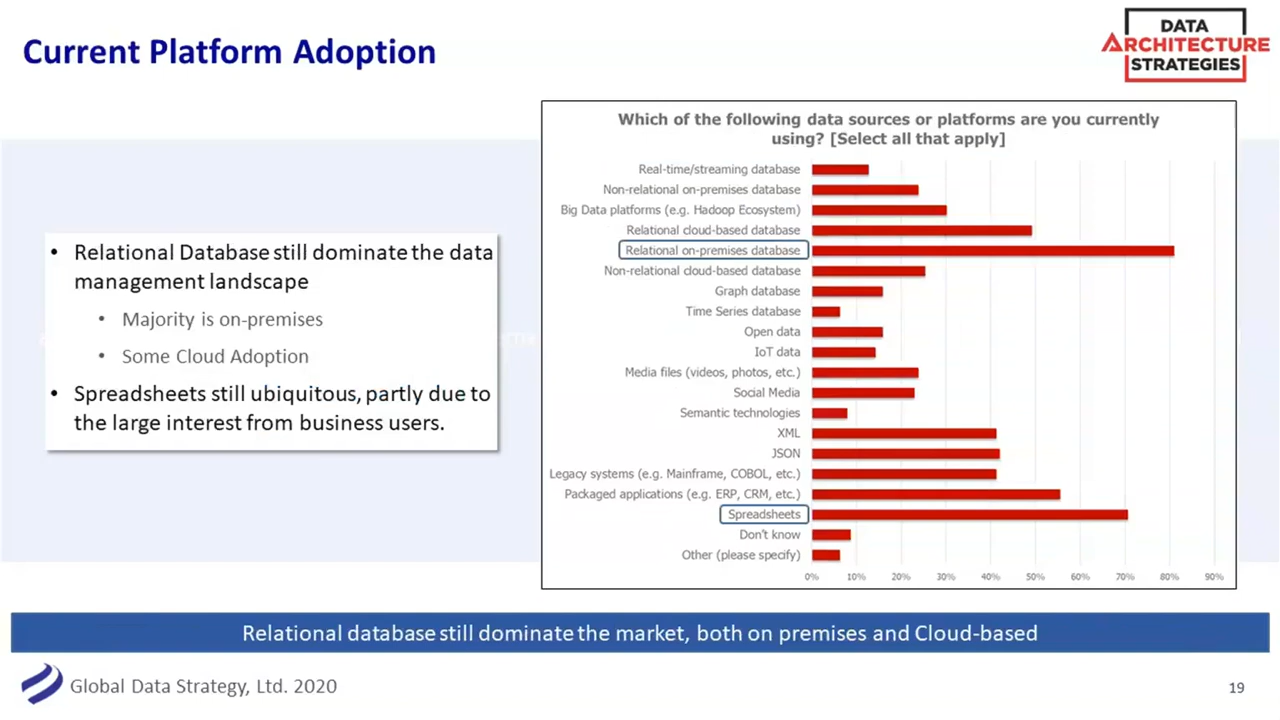 Current Platform Adoption
DATA
ARCHITECTURE
STRATEGIES
• Relational Database still dominate the data
management landscape
• Majority is on-premises
• Some Cloud Adoption
• Spreadsheets still ubiquitous, partly due to
the large interest from business users.
Which of the following data sources or platforms are you currently
using? [Select all that apply]
Real-time/streaming database
Non-relational on-premises database
Big Data platforms (e.g. Hadoop Ecosystem)
Relational cloud-based database
Relational on-premises database
Non-relational cloud-based database
Graph database
Time Series database
Open data
IoT data
Media files (videos, photos, etc.)
Social Media
Semantic technologies
XML
JSON
Legacy systems (e.g. Mainframe, COBOL, etc.)
Packaged applications (e.g. ERP, CRM, etc.)
Spreadsheets
Don't know
Other (please specify)
0% 10% 20% 30% 40% 50% 60% 70% 80% 90%
Relational database still dominate the market, both on premises and Cloud-based
Global Data Strategy, Ltd. 2020
19